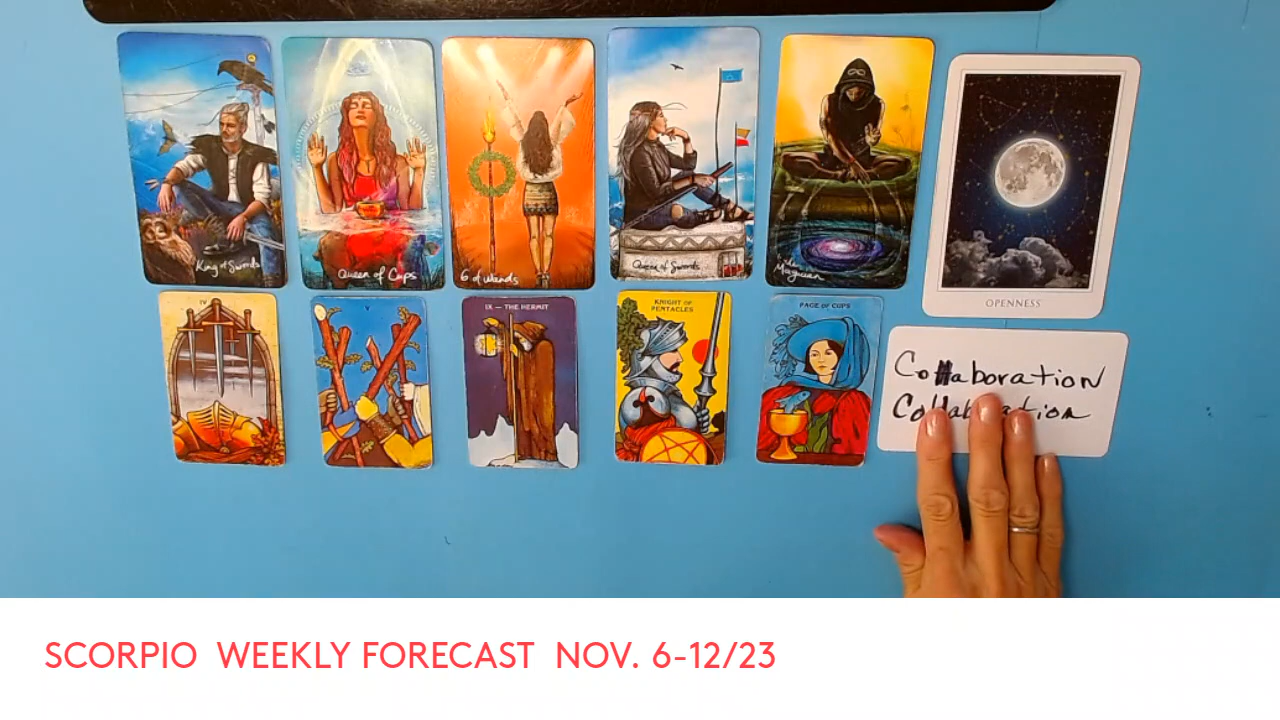 King of Swords
Queen of Cups
6 of wands
Queen of Swords
The Magician
OPENNESS
IV
V
IX — THE HERMIT
KNIGHT OF
PENTACLES
PAGE OF CUPS
Collaboration
SCORPIO WEEKLY FORECAST NOV. 6-12/23